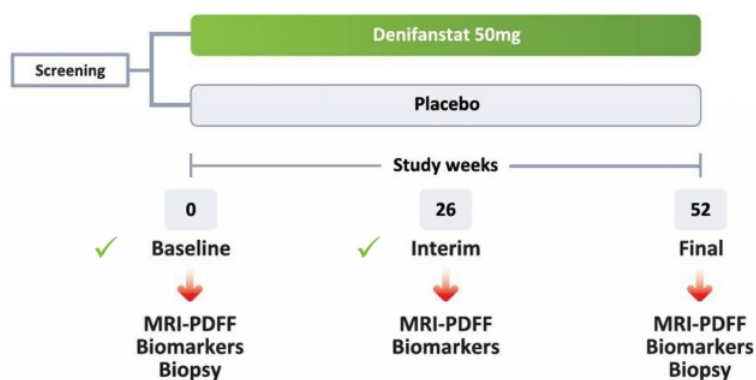 Denifanstat 50mg
Screening
Placebo
Study weeks
0
26
52
Baseline
Interim
Final
MRI-PDFF
Biomarkers
Biopsy
MRI-PDFF
Biomarkers
MRI-PDFF
Biomarkers
Biopsy